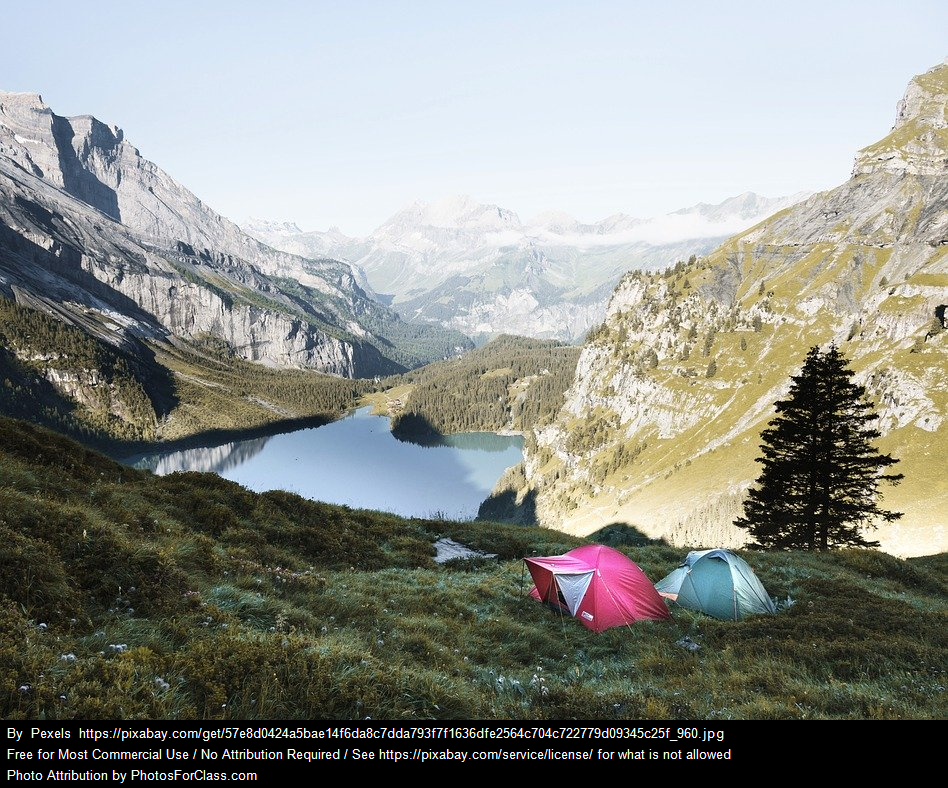 By Pexels https://pixabay.com/get/57e8d0424a5bae14f6da8c7dda793f7f1636dfe2564c704c722779d09345c25f_960.jpg
Free for Most Commercial Use / No Attribution Required / See https://pixabay.com/service/license/ for what is not allowed
Photo Attribution by PhotosForClass.com